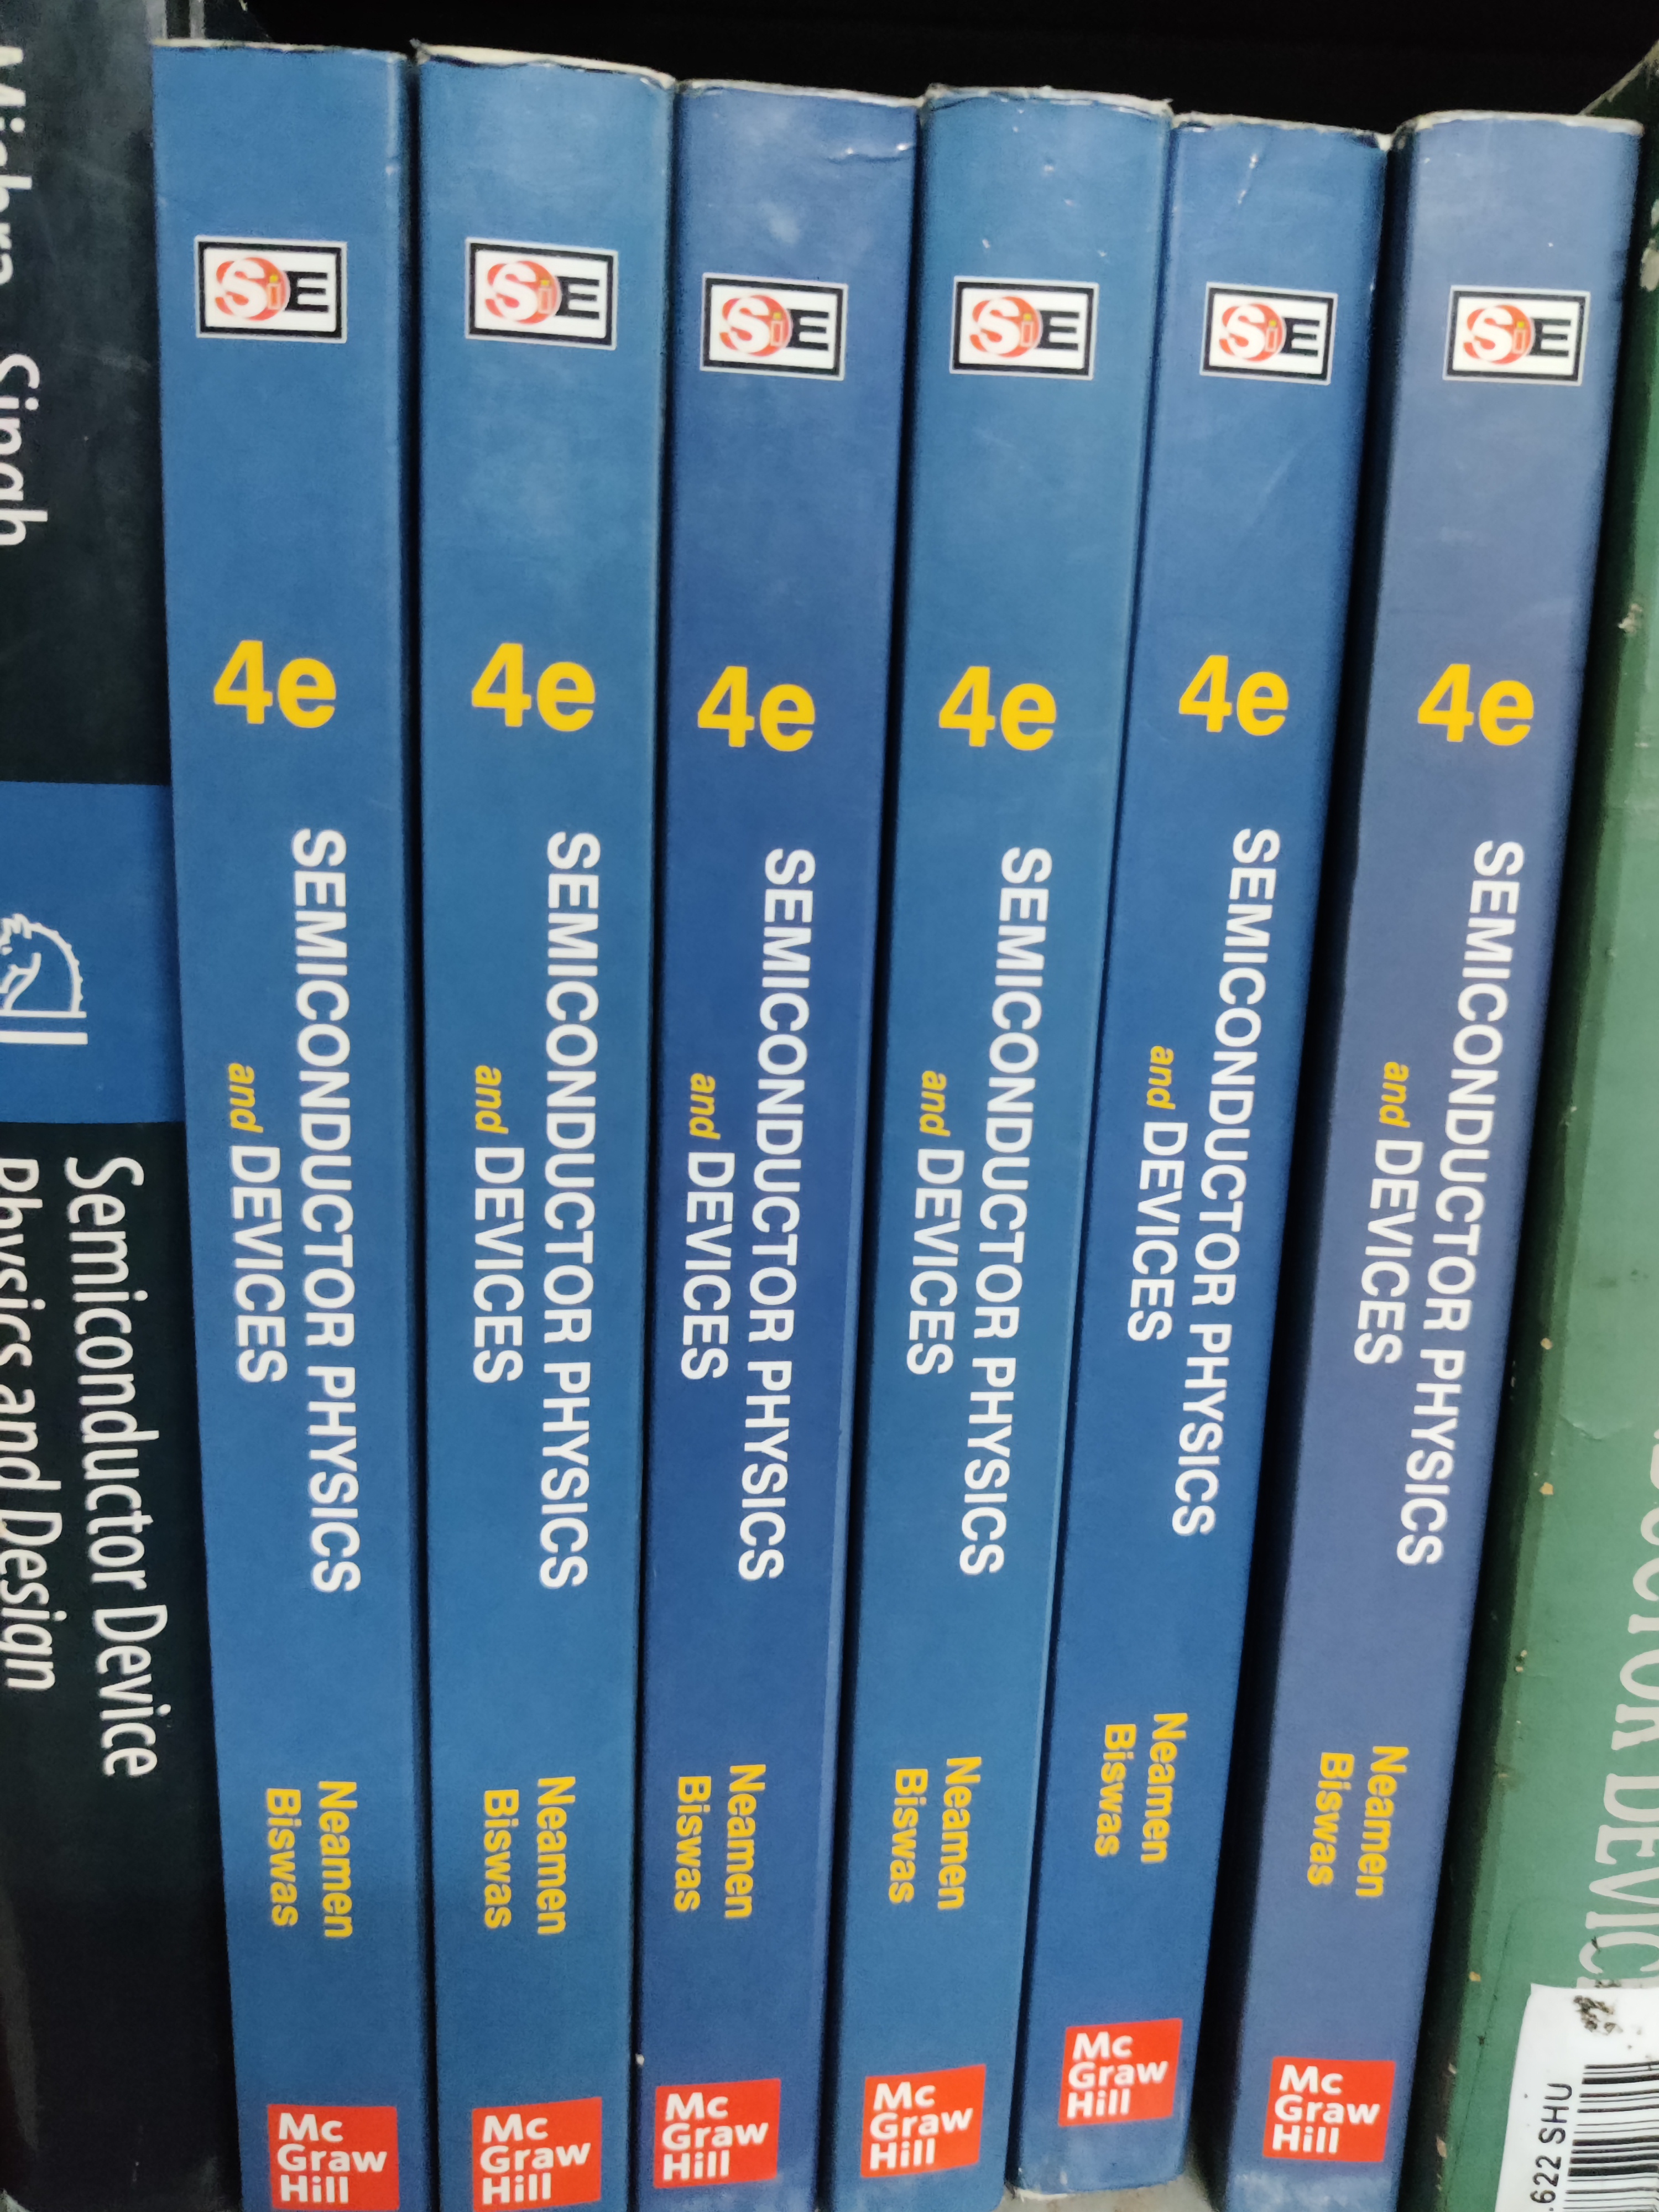 Mishra Singh
Semiconductor Device
Physics and Design
SiE
4e
SEMICONDUCTOR PHYSICS
and DEVICES
Neamen
Biswas
Mc
Graw
Hill
SiE
4e
SEMICONDUCTOR PHYSICS
and DEVICES
Neamen
Biswas
Mc
Graw
Hill
SiE
4e
SEMICONDUCTOR PHYSICS
and DEVICES
Neamen
Biswas
Mc
Graw
Hill
SiE
4e
SEMICONDUCTOR PHYSICS
and DEVICES
Neamen
Biswas
Mc
Graw
Hill
SiE
4e
SEMICONDUCTOR PHYSICS
and DEVICES
Neamen
Biswas
Mc
Graw
Hill
SiE
4e
SEMICONDUCTOR PHYSICS
and DEVICES
Neamen
Biswas
Mc
Graw
Hill
.622 SHU